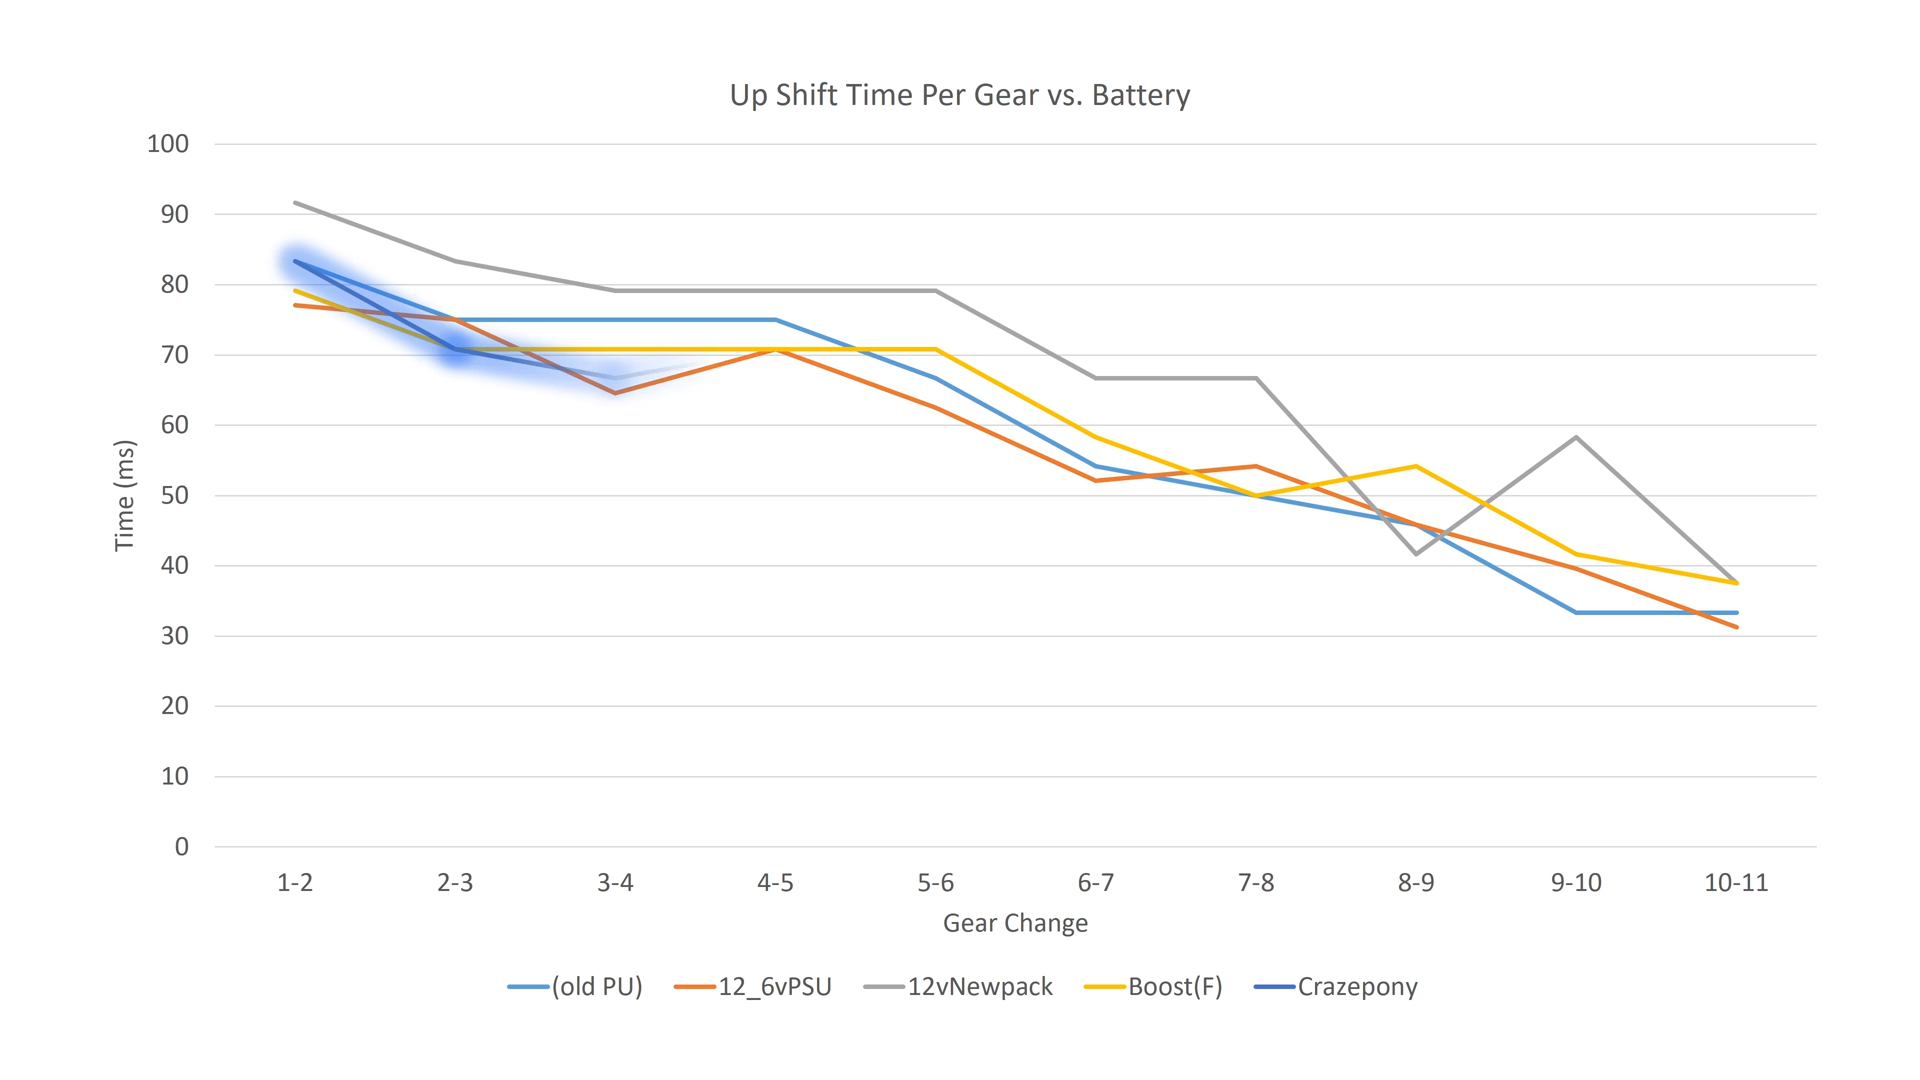 Up Shift Time Per Gear vs. Battery
100
90
80
70
60
50
40
30
20
10
0
Time (ms)
1-2 2-3 3-4 4-5 5-6 6-7 7-8 8-9 9-10 10-11
Gear Change
(old PU) 12_6vPSU 12vNewpack Boost(F) Crazepony